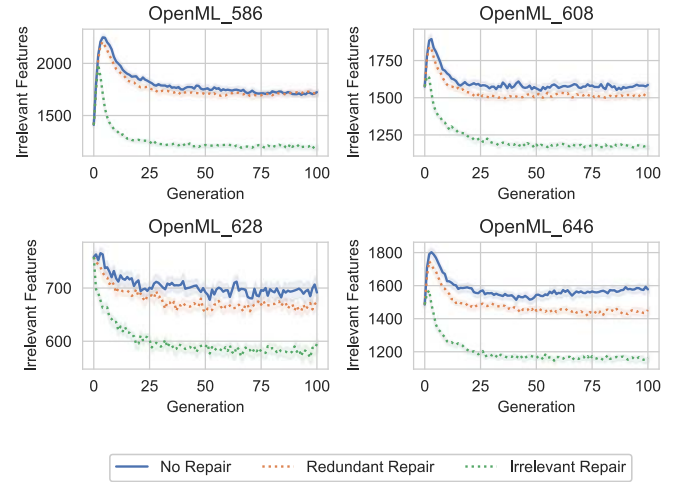 OpenML_586
OpenML_608
Irrelevant Features
2000
1500
0
25
50
75
100
Generation
Irrelevant Features
1750
1500
1250
0
25
50
75
100
Generation
OpenML_628
OpenML_646
Irrelevant Features
700
600
0
25
50
75
100
Generation
Irrelevant Features
1800
1600
1400
1200
0
25
50
75
100
Generation
No Repair
Redundant Repair
Irrelevant Repair